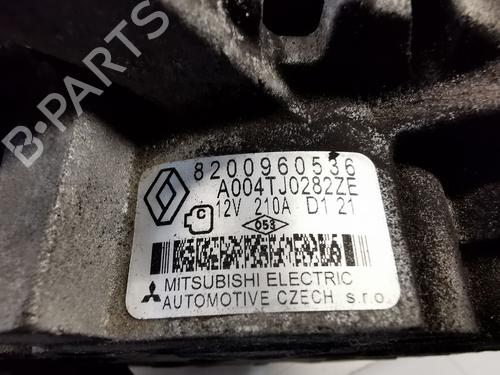 B-PARTS
8200960536
A004TJ0282ZE
C 12V 210A D1 21
053
MITSUBISHI ELECTRIC
AUTOMOTIVE CZECH s.r.o.